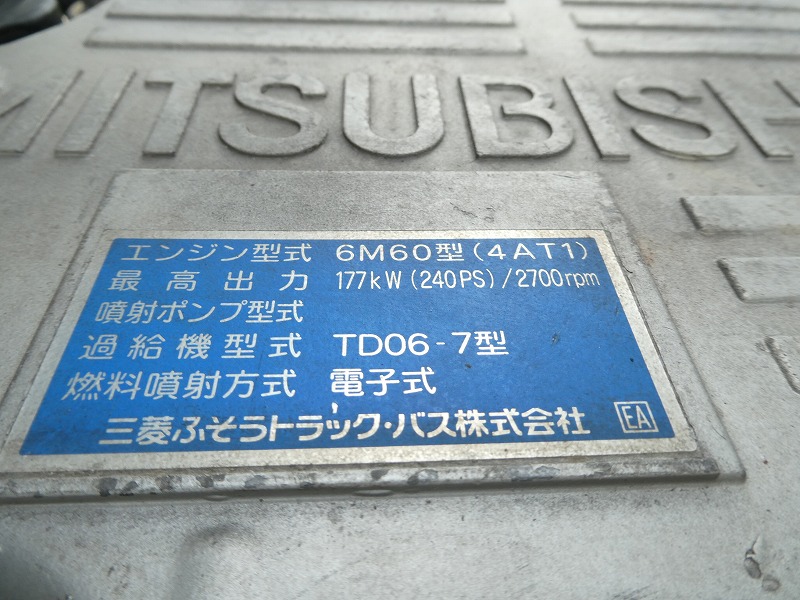 MITSUBISH
エンジン型式 6M60型(4AT1)
最高出力 177kW(240PS)/2700rpm
噴射ポンプ型式
過給機型式 TD06-7型
燃料噴射方式 電子式
三菱ふそうトラック・バス株式会社 EA